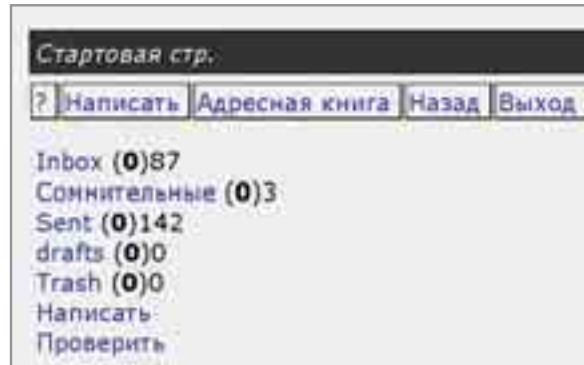 Стартовая стр.
? Написать Адресная книга Назад Выход
Inbox (0)87
Сомнительные (0)3
Sent (0)142
drafts (0)0
Trash (0)0
Написать
Проверить